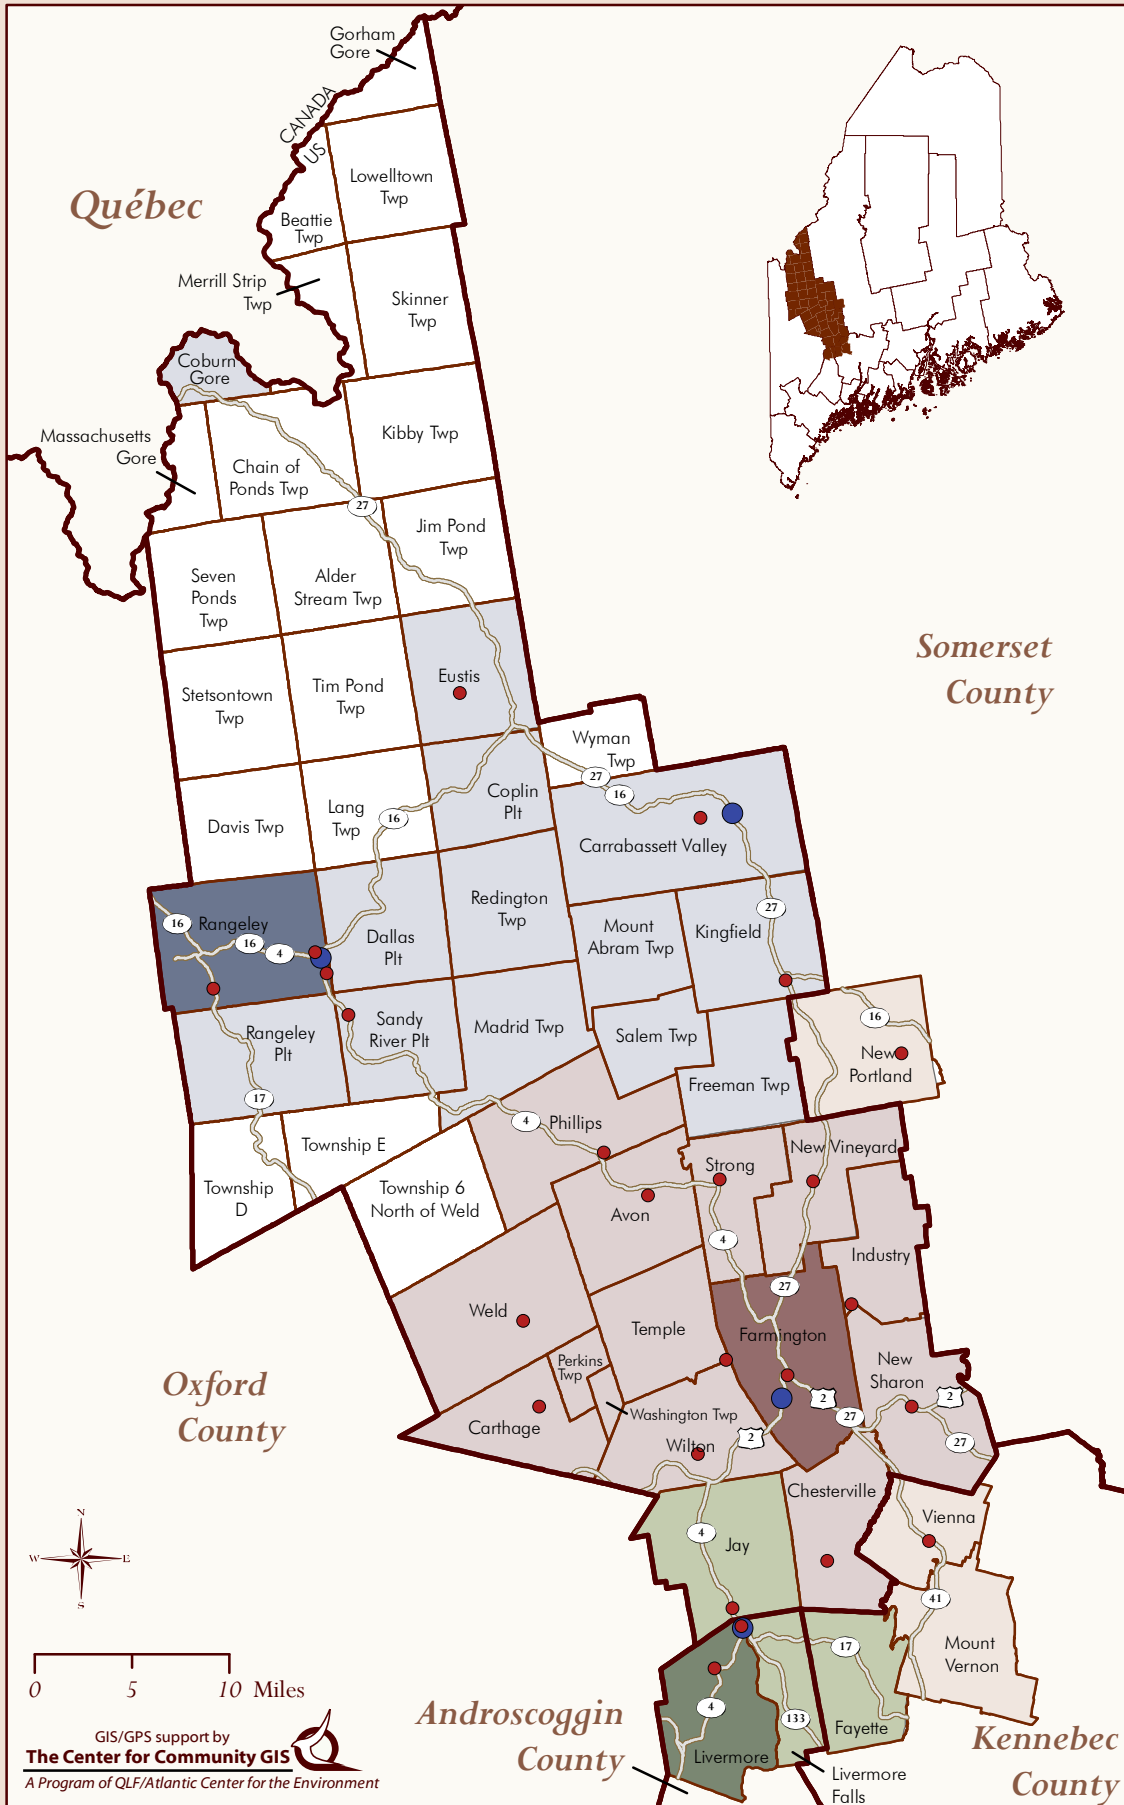 Gorham
Gore
CANADA
US
Lowelltown
Twp
Québec
Beattie
Twp
Merrill Strip
Twp
Skinner
Twp
Coburn
Gore
Massachusetts
Gore
Kibby Twp
Chain of
Ponds Twp
27
Jim Pond
Twp
Seven
Ponds
Twp
Alder
Stream Twp
Somerset
County
Eustis
Stetsontown
Twp
Tim Pond
Twp
Wyman
Twp
27
16
Coplin
Plt
Lang
Twp
16
Davis Twp
Carrabassett Valley
Rangeley
16
16
4
Redington
Twp
Dallas
Plt
Mount
Abram Twp
Kingfield
27
Rangeley
Plt
Sandy
River Plt
Madrid Twp
Salem Twp
16
New
Portland
Freeman Twp
17
4
Phillips
Township E
New Vineyard
Strong
Township
D
Township 6
North of Weld
Avon
4
Industry
27
Weld
Temple
Farmington
Perkins
Twp
New
Sharon
Oxford
County
Carthage
Washington Twp
2
2
27
27
Wilton
2
Chesterville
Vienna
N
W
E
S
4
Jay
41
Mount
Vernon
17
0
5
10 Miles
Androscoggin
County
4
133
Fayette
Kennebec
County
Livermore
Livermore
Falls
GIS/GPS support by
The Center for Community GIS
A Program of QLF/Atlantic Center for the Environment